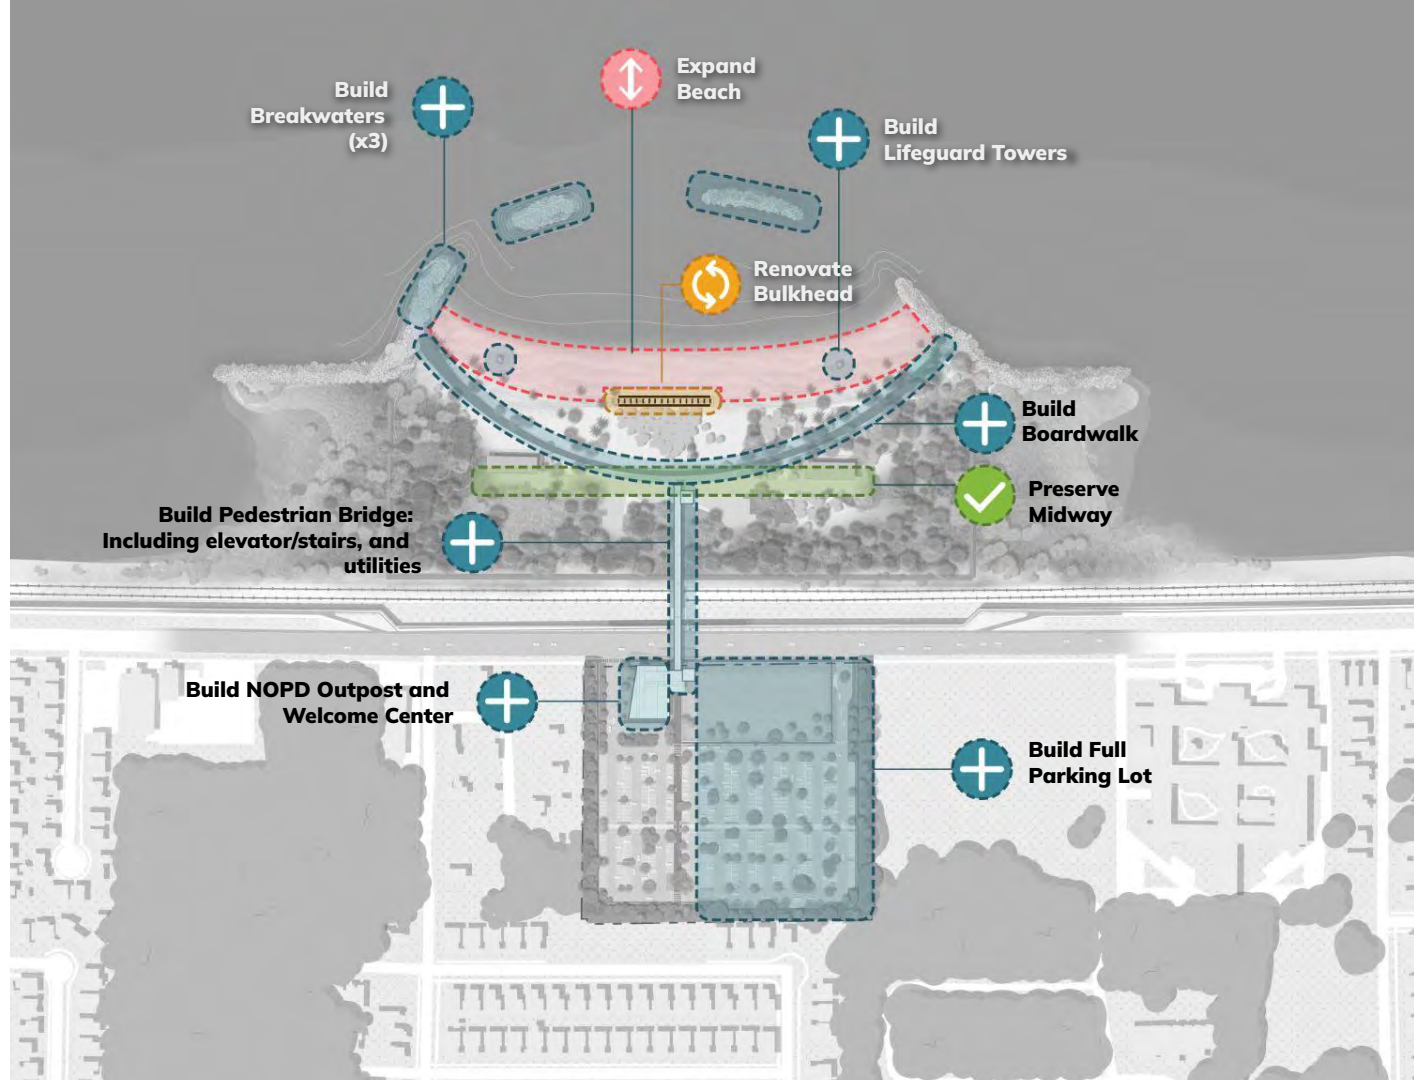 Expand
Beach
Build
Breakwaters
(x3)
Build
Lifeguard Towers
Renovate
Bulkhead
Build
Boardwalk
Preserve
Midway
Build Pedestrian Bridge:
Including elevator/stairs, and
utilities
Build NOPD Outpost and
Welcome Center
Build Full
Parking Lot